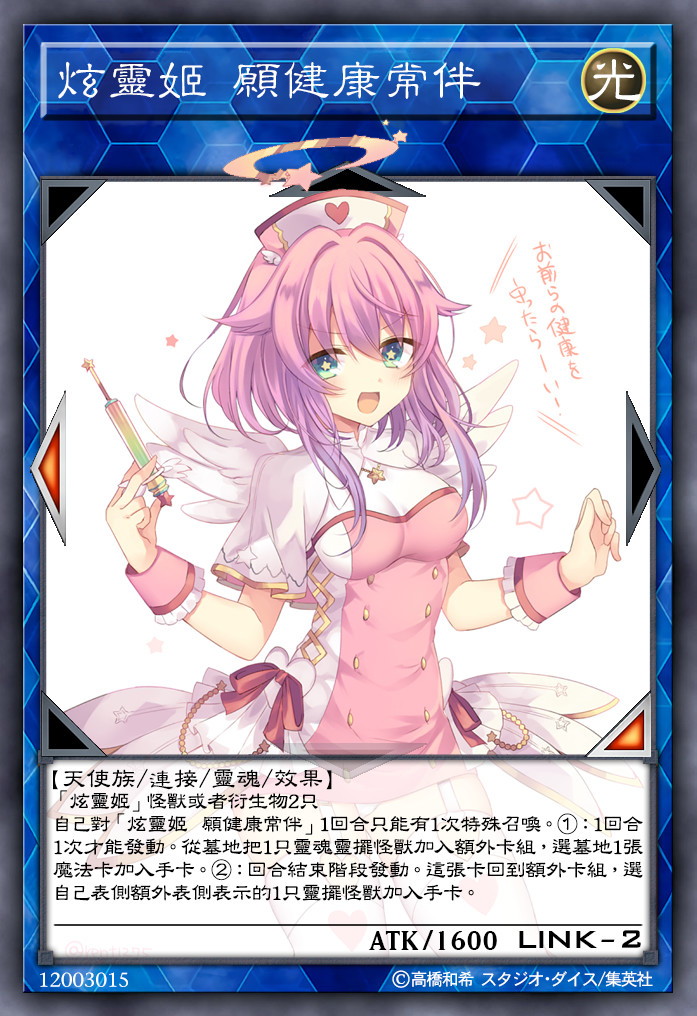 炫靈姬 願健康常伴
光
お前らの健康を
守ったらーい!!
【天使族/連接/靈魂/效果】
「炫靈姬」怪獸或者衍生物2只
自己對「炫靈姬 願健康常伴」1回合只能有1次特殊召喚。①：1回合
1次才能發動。從墓地把1只靈魂靈擺怪獸加入額外卡組，選墓地1張
魔法卡加入手卡。②：回合結束階段發動。這張卡回到額外卡組，選
自己表側額外表側表示的1只靈擺怪獸加入手卡。
ATK/1600 LINK-2
12003015
©高橋和希 スタジオ・ダイス/集英社